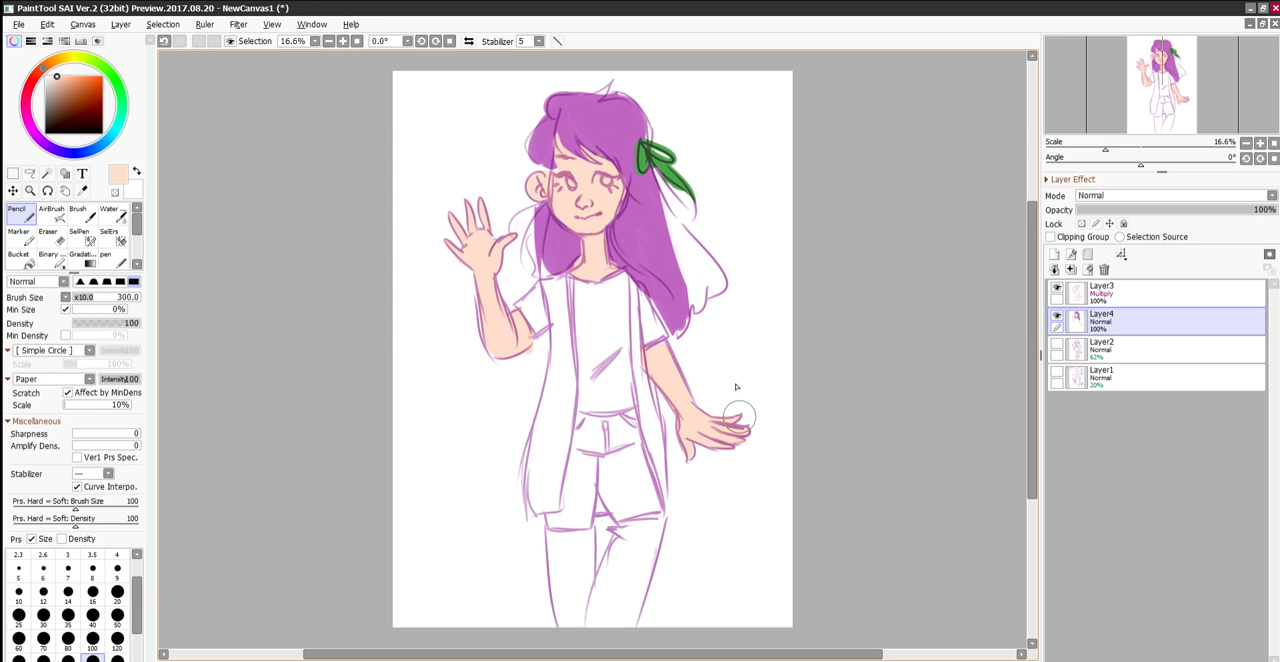 PaintTool SAI Ver.2 (32bit) Preview.2017.08.20 - NewCanvas1 (*)
File Edit Canvas Layer Selection Ruler Filter View Window Help
Selection 16.6% 0.0° Stabilizer 5
T
Pencil AirBrush Brush Water ...
Marker Eraser SelPen SelErs
Bucket Binary ... Gradati... pen
Normal
Brush Size x10.0 300.0
Min Size 0%
Density 100
Min Density 0%
[ Simple Circle ] Intensity 100
Scale 100%
Paper Intensity 100
Scratch Affect by MinDens
Scale 10%
Miscellaneous
Sharpness 0
Amplify Dens. 0
Ver1 Prs Spec.
Stabilizer ---
Curve Interpo.
Prs. Hard ⇔ Soft: Brush Size 100
Prs. Hard ⇔ Soft: Density 100
Prs Size Density
2.3 2.6 3 3.5 4
5 6 7 8 9
10 12 14 16 20
25 30 35 40 50
60 70 80 100 120
Scale 16.6%
Angle 0°
Layer Effect
Mode Normal
Opacity 100%
Lock
Clipping Group Selection Source
Layer3
Multiply
100%
Layer4
Normal
100%
Layer2
Normal
62%
Layer1
Normal
20%